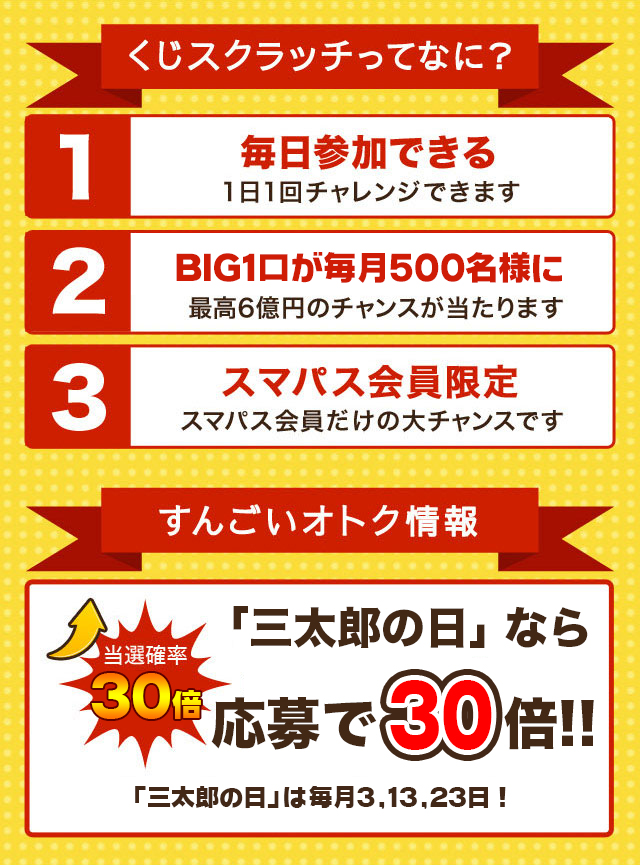 くじスクラッチってなに？
1
毎日参加できる
1日1回チャレンジできます
2
BIG1口が毎月500名様に
最高6億円のチャンスが当たります
3
スマパス会員限定
スマパス会員だけの大チャンスです
すんごいオトク情報
当選確率
30倍
「三太郎の日」なら
応募で30倍!!
「三太郎の日」は毎月3,13,23日！